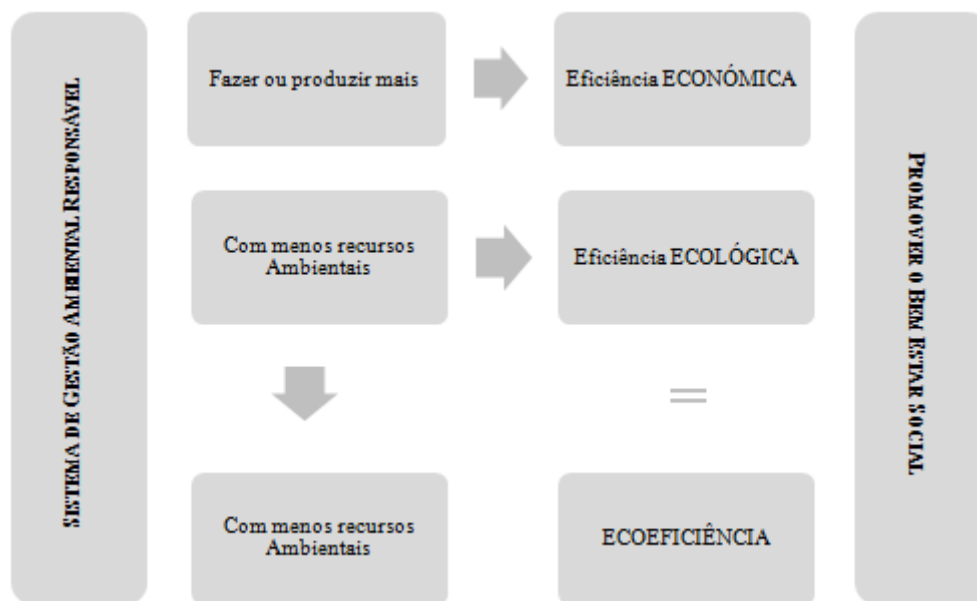 SISTEMA DE GESTÃO AMBIENTAL RESPONSÁVEL
Fazer ou produzir mais
Eficiência ECONÓMICA
Com menos recursos
Ambientais
Eficiência ECOLÓGICA
=
Com menos recursos
Ambientais
ECOEFICIÊNCIA
PROMOVER O BEM ESTAR SOCIAL